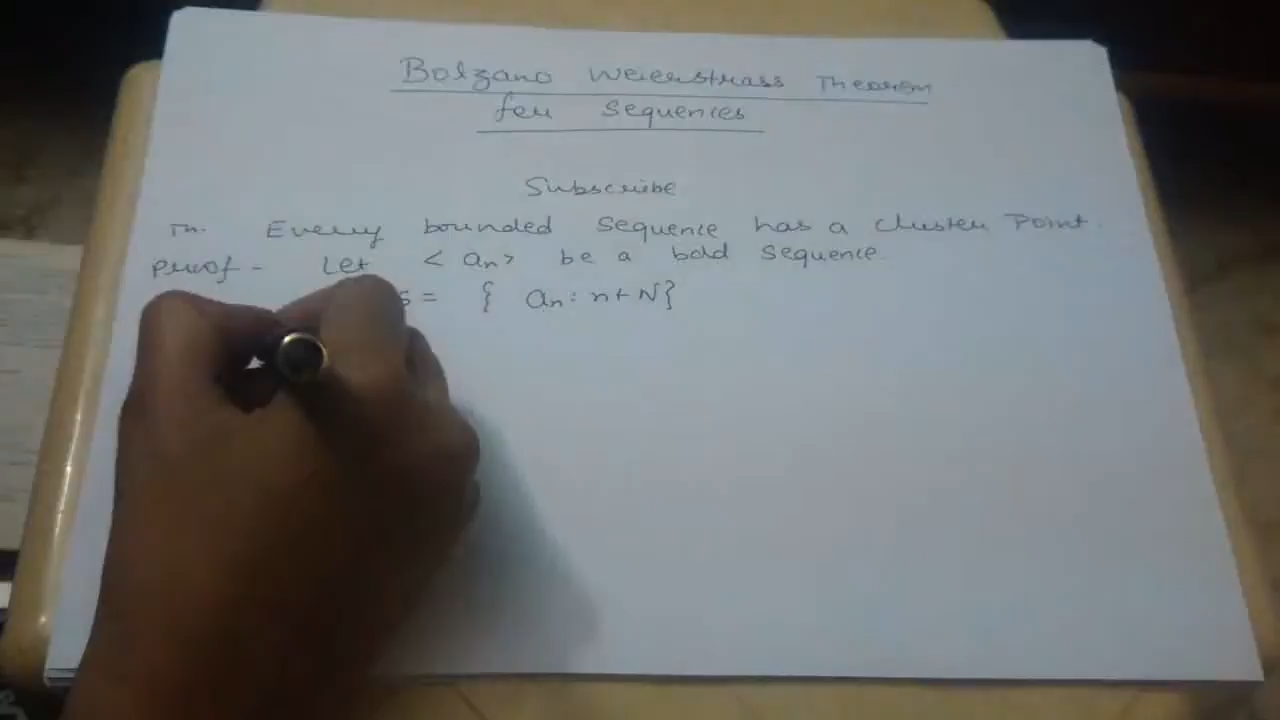 Bolzano Weierstrass Theorem
for Sequences
Subscribe
Th. Every bounded sequence has a cluster Point.
Proof - Let < an > be a bdd sequence.
s = { an : n ∈ N }